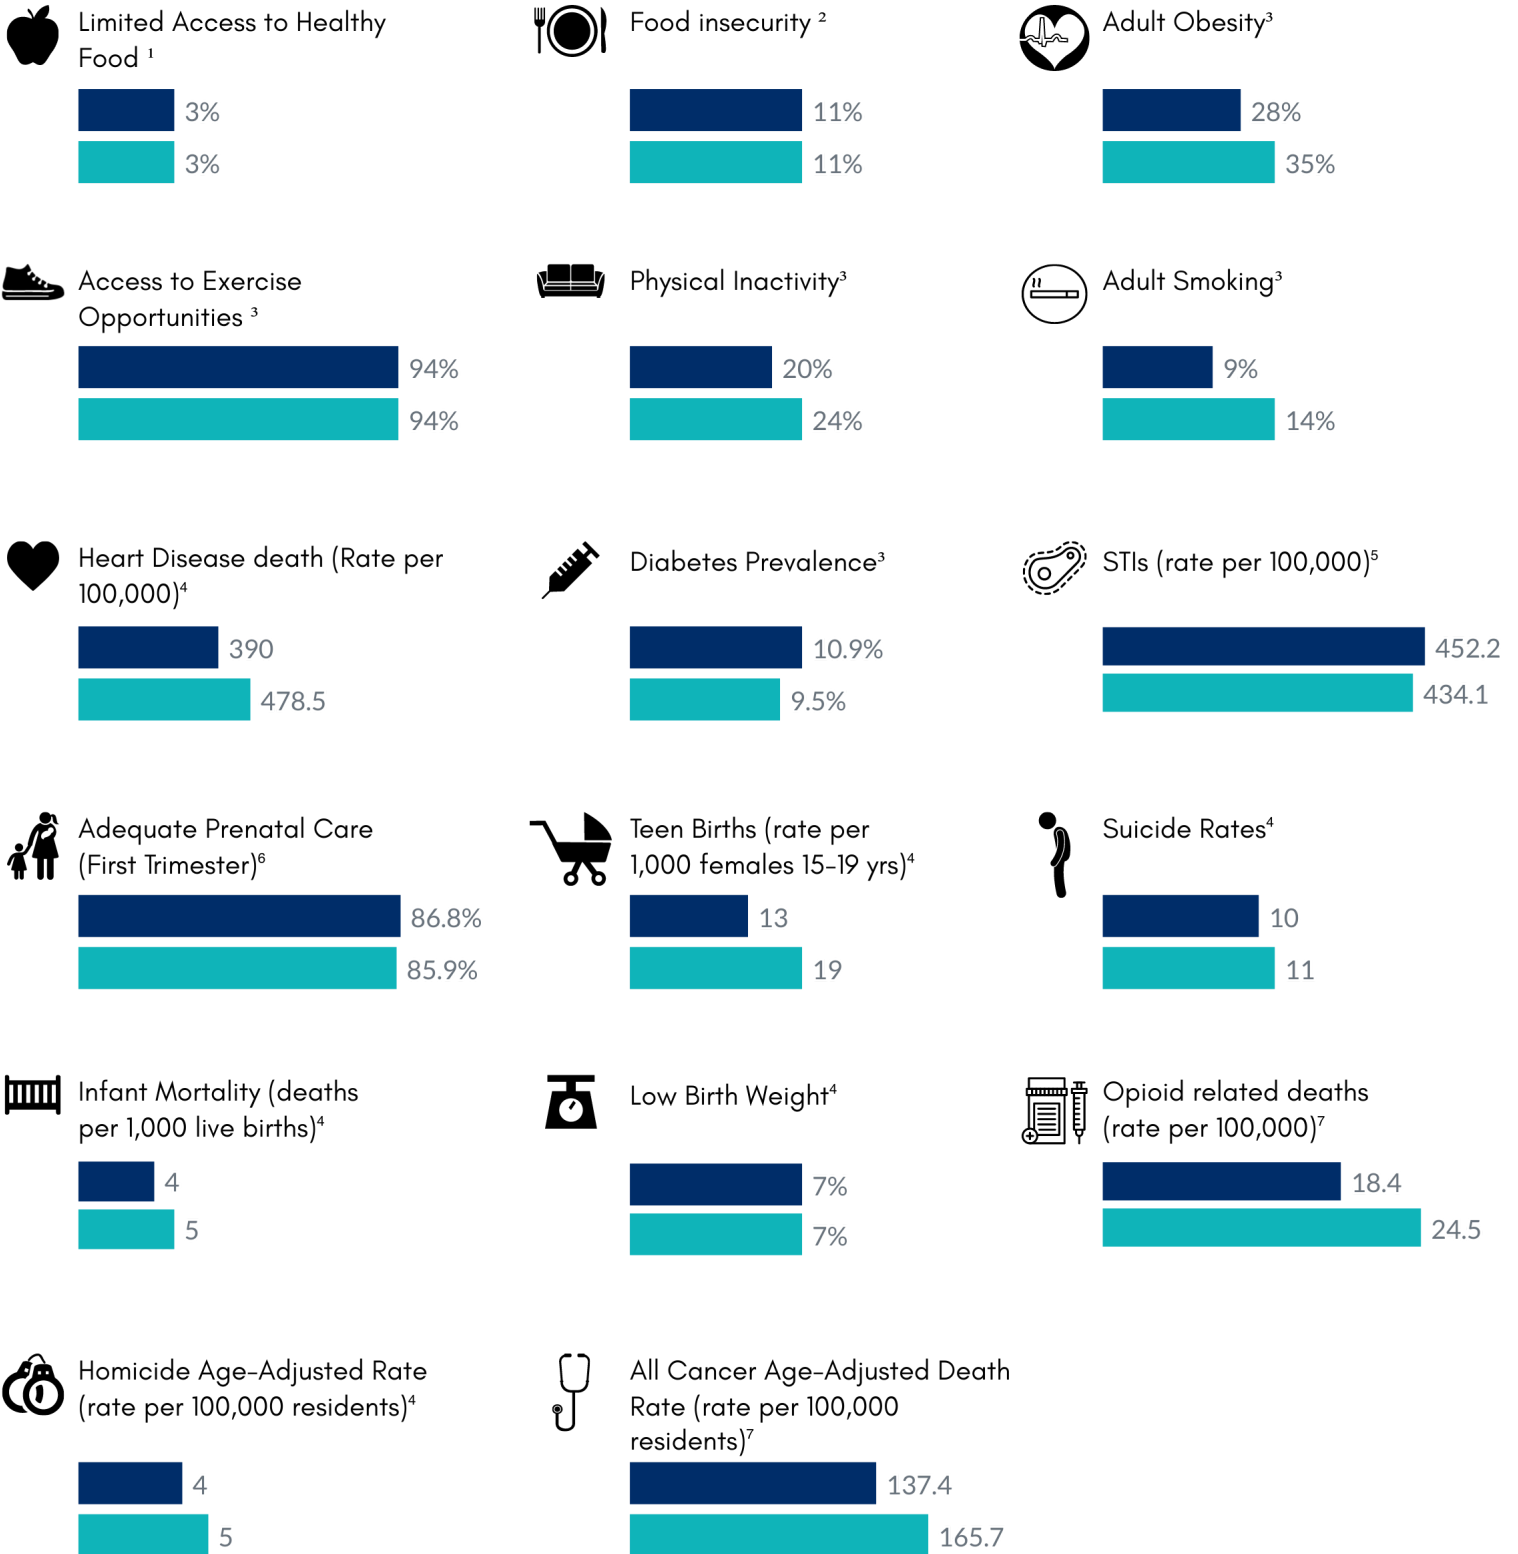 Limited Access to Healthy
Food ¹
3%
3%
Food insecurity ²
11%
11%
Adult Obesity³
28%
35%
Access to Exercise
Opportunities ³
94%
94%
Physical Inactivity³
20%
24%
Adult Smoking³
9%
14%
Heart Disease death (Rate per
100,000)⁴
390
478.5
Diabetes Prevalence³
10.9%
9.5%
STIs (rate per 100,000)⁵
452.2
434.1
Adequate Prenatal Care
(First Trimester)⁶
86.8%
85.9%
Teen Births (rate per
1,000 females 15-19 yrs)⁴
13
19
Suicide Rates⁴
10
11
Infant Mortality (deaths
per 1,000 live births)⁴
4
5
Low Birth Weight⁴
7%
7%
Opioid related deaths
(rate per 100,000)⁷
18.4
24.5
Homicide Age-Adjusted Rate
(rate per 100,000 residents)⁴
4
5
All Cancer Age-Adjusted Death
Rate (rate per 100,000
residents)⁷
137.4
165.7